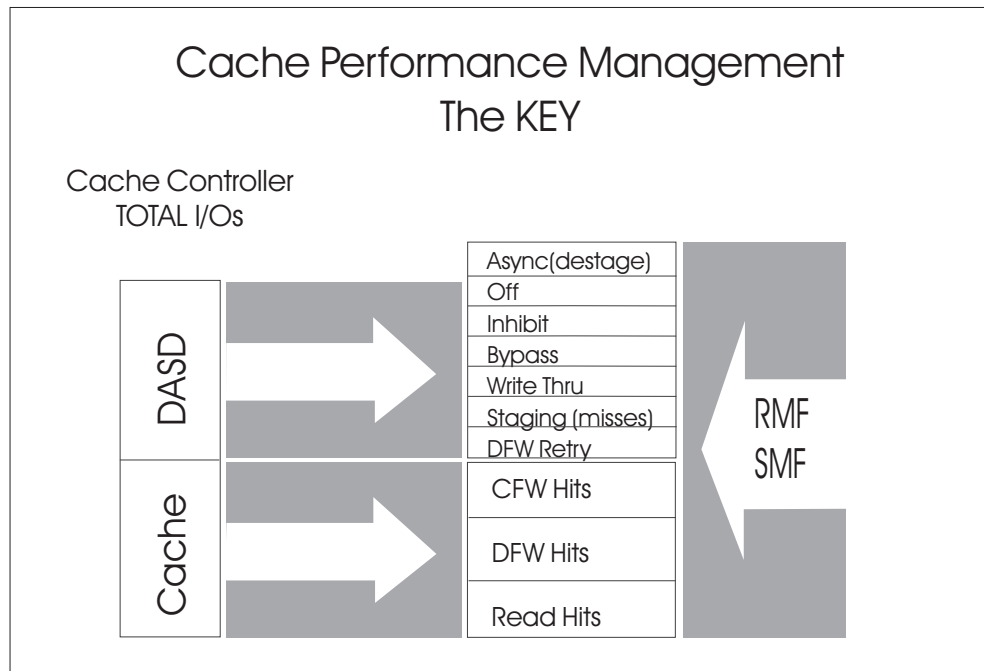 Cache Performance Management
The KEY
Cache Controller
TOTAL I/Os
DASD
Cache
Async(destage)
Off
Inhibit
Bypass
Write Thru
Staging (misses)
DFW Retry
CFW Hits
DFW Hits
Read Hits
RMF
SMF